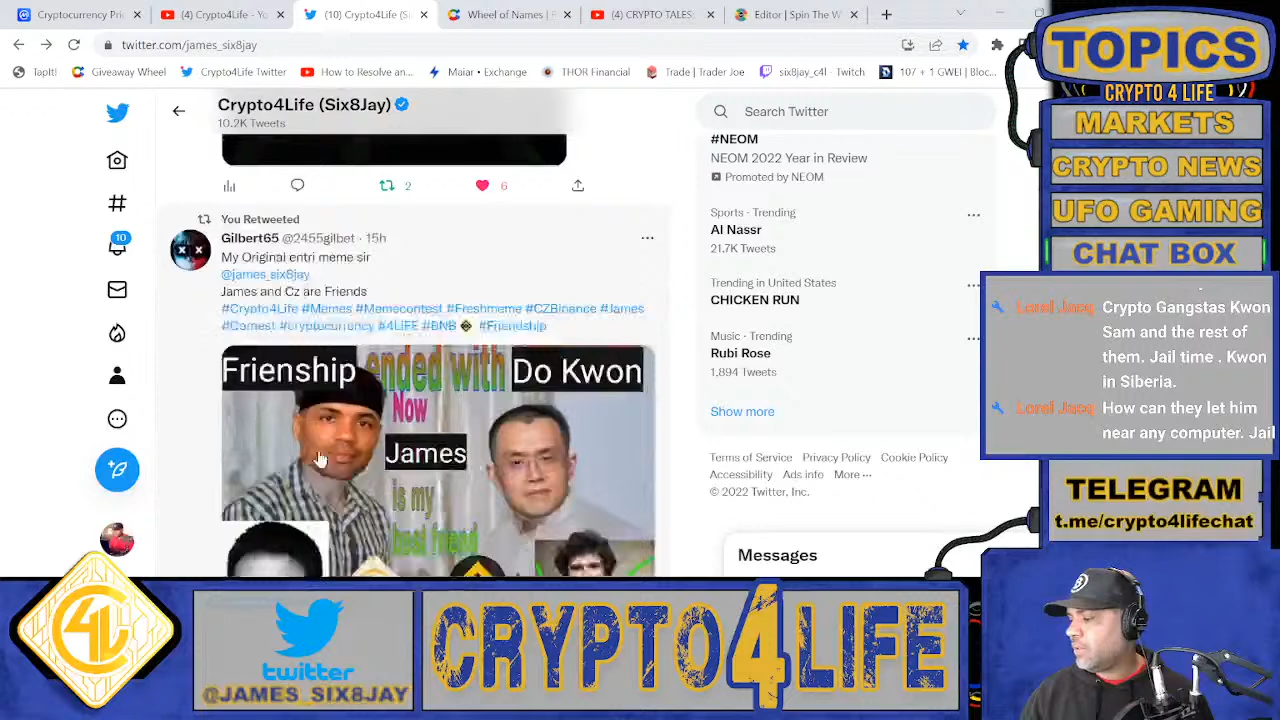 Cryptocurrency Pric
(4) Crypto4Life - Yo
(10) Crypto4Life (Si
Wheel of Names | F
(4) CRYPTO TALES:
Editor | Spin The W
twitter.com/james_six8jay
TapIt!
Giveaway Wheel
Crypto4Life Twitter
How to Resolve an...
Maiar • Exchange
THOR Financial
Trade | Trader Joe
six8jay_c4l - Twitch
107 + 1 GWEI | Bloc...
Crypto4Life (Six8Jay)
10.2K Tweets
2
6
You Retweeted
Gilbert65 @2455gilbet · 15h
My Original entri meme sir
@james_six8jay
James and Cz are Friends
#Crypto4Life #Memes #Memecontest #Freshmeme #CZBinance #James
#Comest #cryptocurrency #4LIFE #BNB #Friendship
Frienship ended with Do Kwon
Now
James
is my
best friend
10
Search Twitter
#NEOM
NEOM 2022 Year in Review
Promoted by NEOM
Sports · Trending
Al Nassr
21.7K Tweets
Trending in United States
CHICKEN RUN
Music · Trending
Rubi Rose
1,894 Tweets
Show more
Terms of Service Privacy Policy Cookie Policy
Accessibility Ads info More
© 2022 Twitter, Inc.
Messages
TOPICS
CRYPTO 4 LIFE
MARKETS
CRYPTO NEWS
UFO GAMING
CHAT BOX
Crypto Gangstas Kwon
Sam and the rest of
them. Jail time . Kwon
in Siberia.
How can they let him
near any computer. Jail
TELEGRAM
t.me/crypto4lifechat
4L
twitter
@JAMES_SIX8JAY
CRYPTO4LIFE